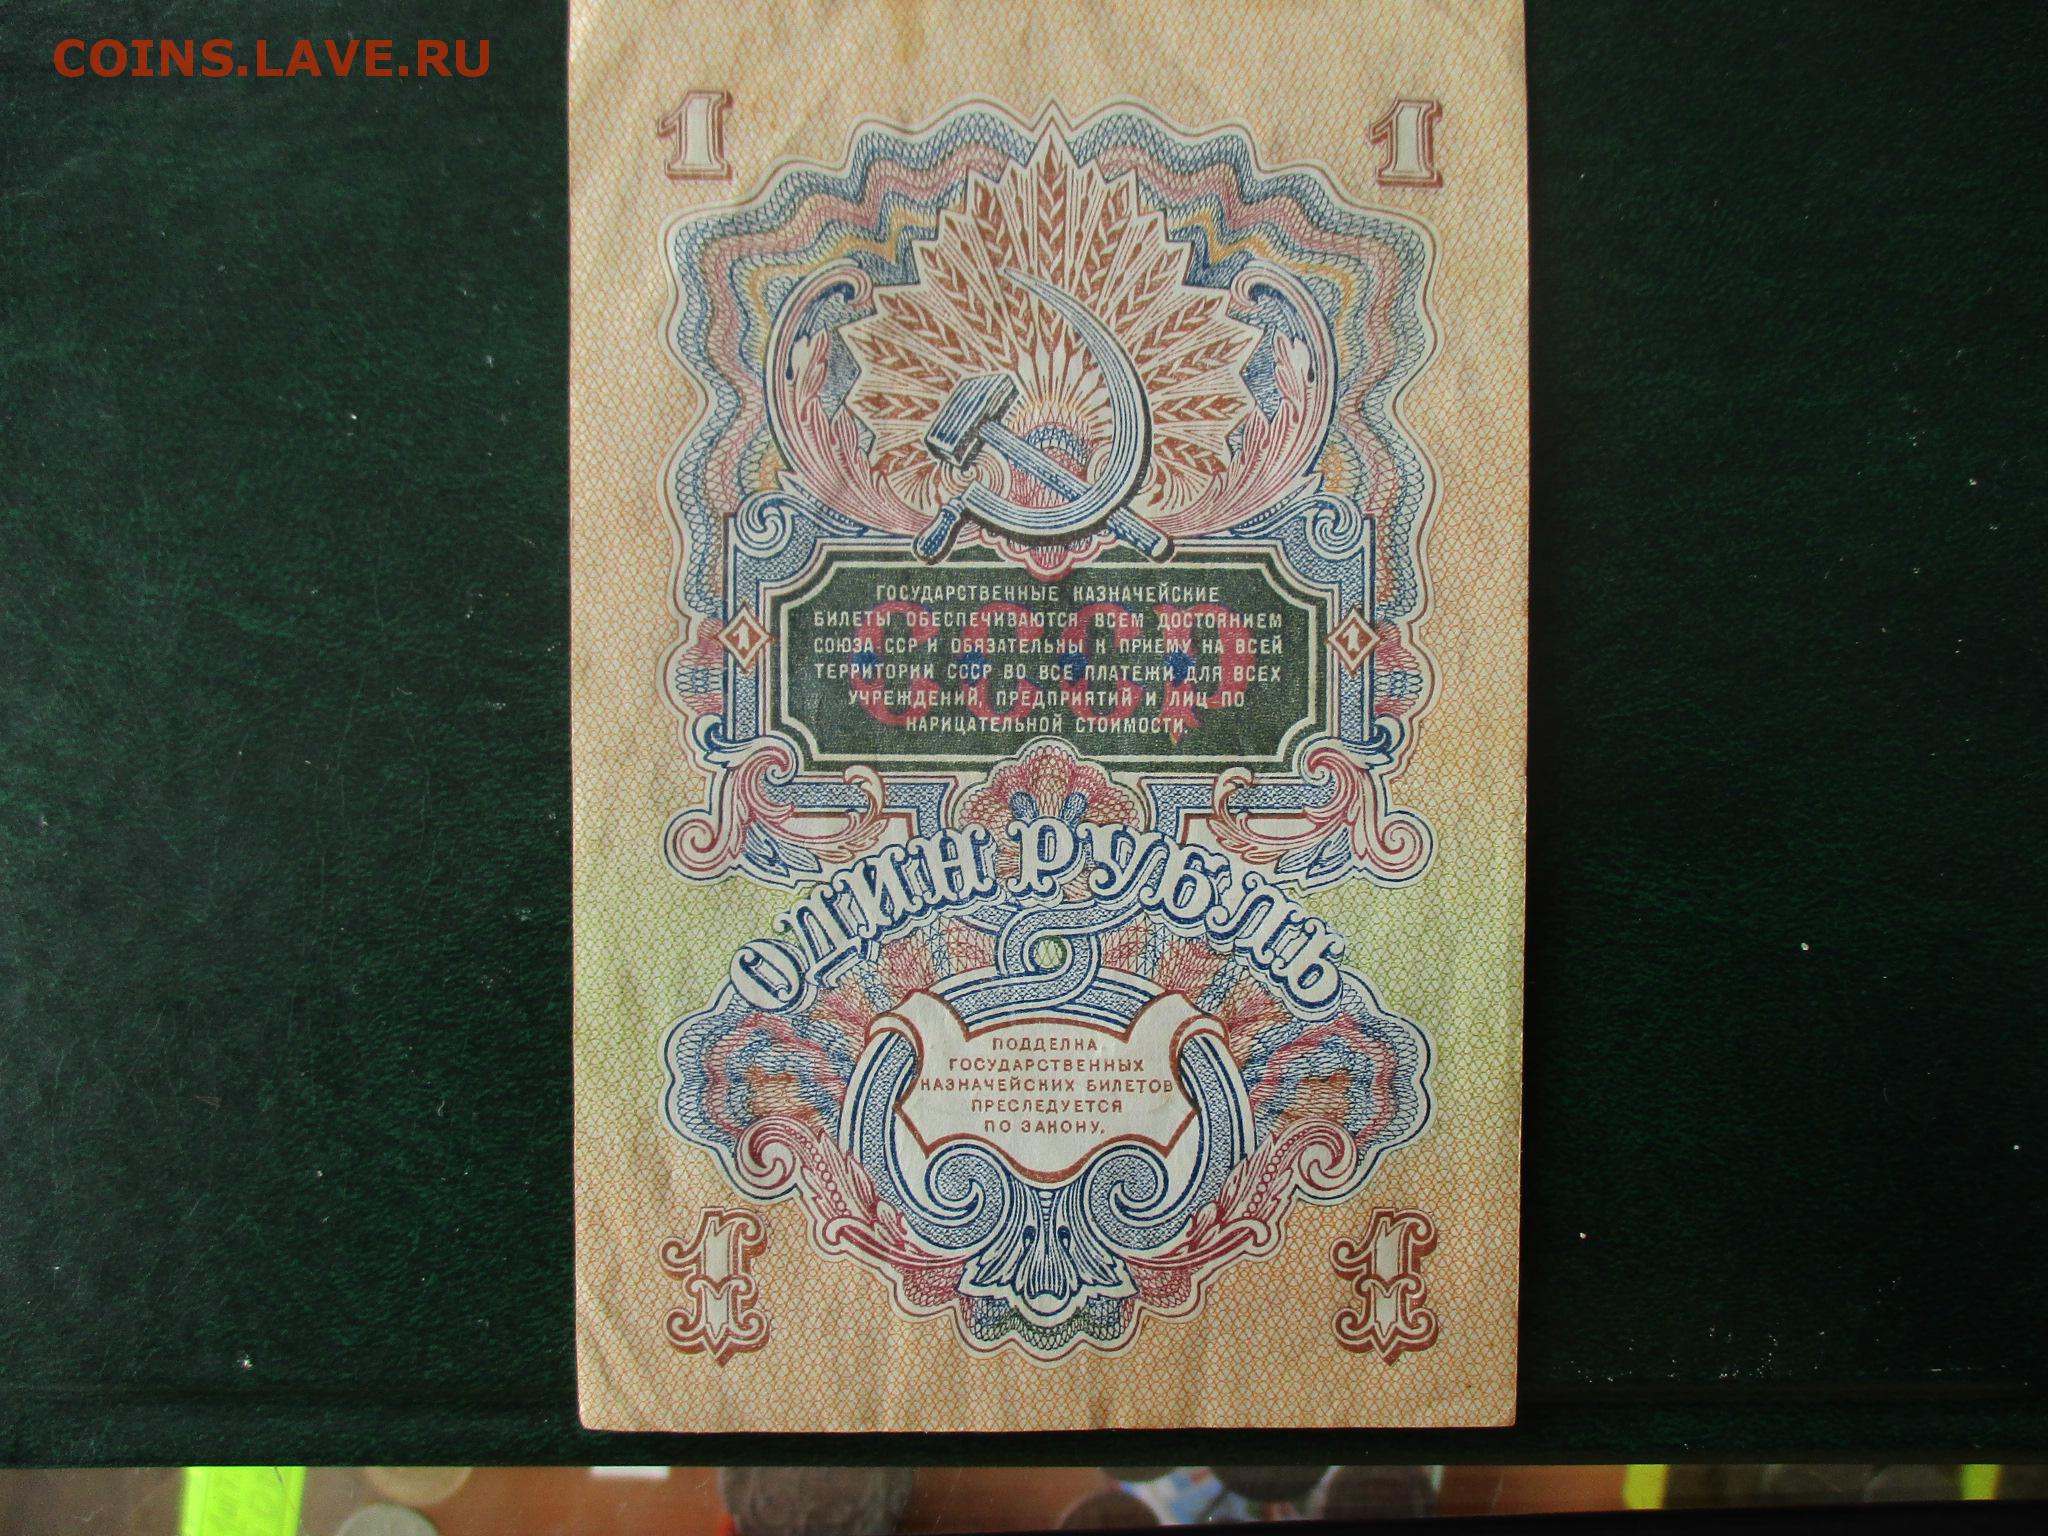 COINS.LAVE.RU
1 1
ГОСУДАРСТВЕННЫЕ КАЗНАЧЕЙСКИЕ
БИЛЕТЫ ОБЕСПЕЧИВАЮТСЯ ВСЕМ ДОСТОЯНИЕМ
СОЮЗА ССР И ОБЯЗАТЕЛЬНЫ К ПРИЕМУ НА ВСЕЙ
ТЕРРИТОРИИ СССР ВО ВСЕ ПЛАТЕЖИ ДЛЯ ВСЕХ
УЧРЕЖДЕНИЙ, ПРЕДПРИЯТИЙ И ЛИЦ ПО
НАРИЦАТЕЛЬНОЙ СТОИМОСТИ.
СССР
1 1
ОДИН РУБЛЬ
ПОДДЕЛКА
ГОСУДАРСТВЕННЫХ
КАЗНАЧЕЙСКИХ БИЛЕТОВ
ПРЕСЛЕДУЕТСЯ
ПО ЗАКОНУ.
1 1